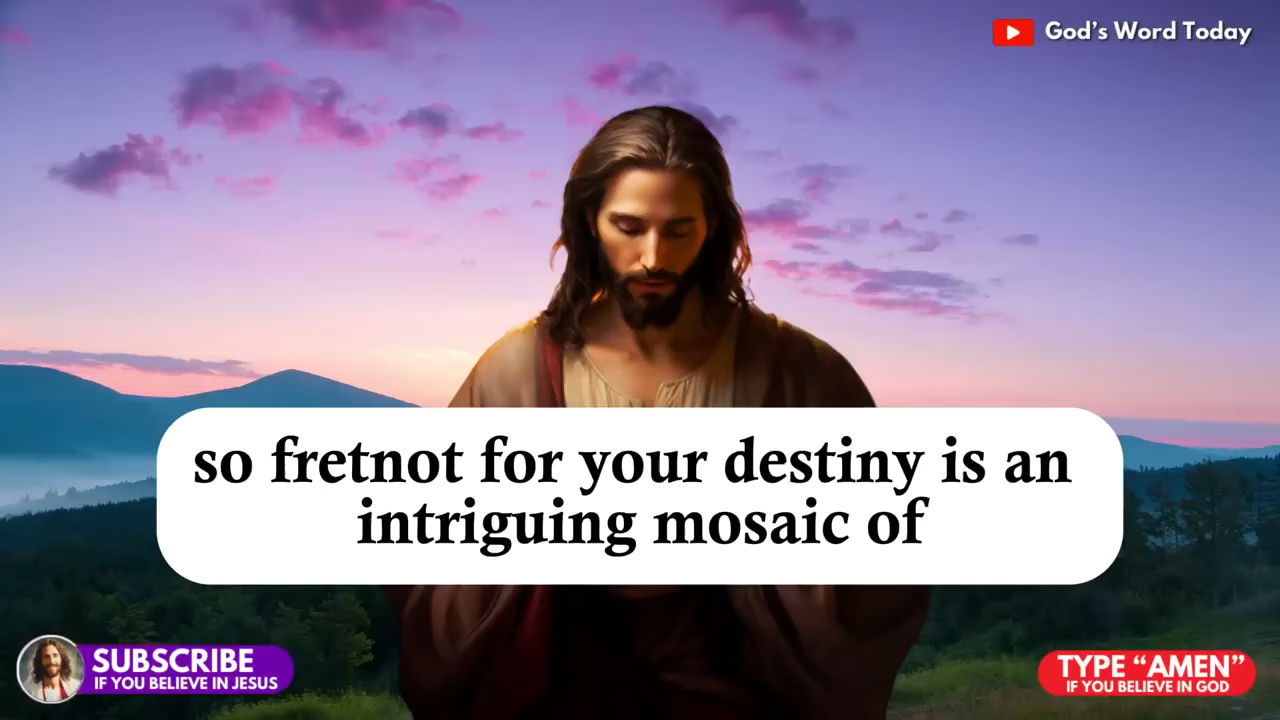 God's Word Today
so fretnot for your destiny is an
intriguing mosaic of
SUBSCRIBE
IF YOU BELIEVE IN JESUS
TYPE “AMEN”
IF YOU BELIEVE IN GOD